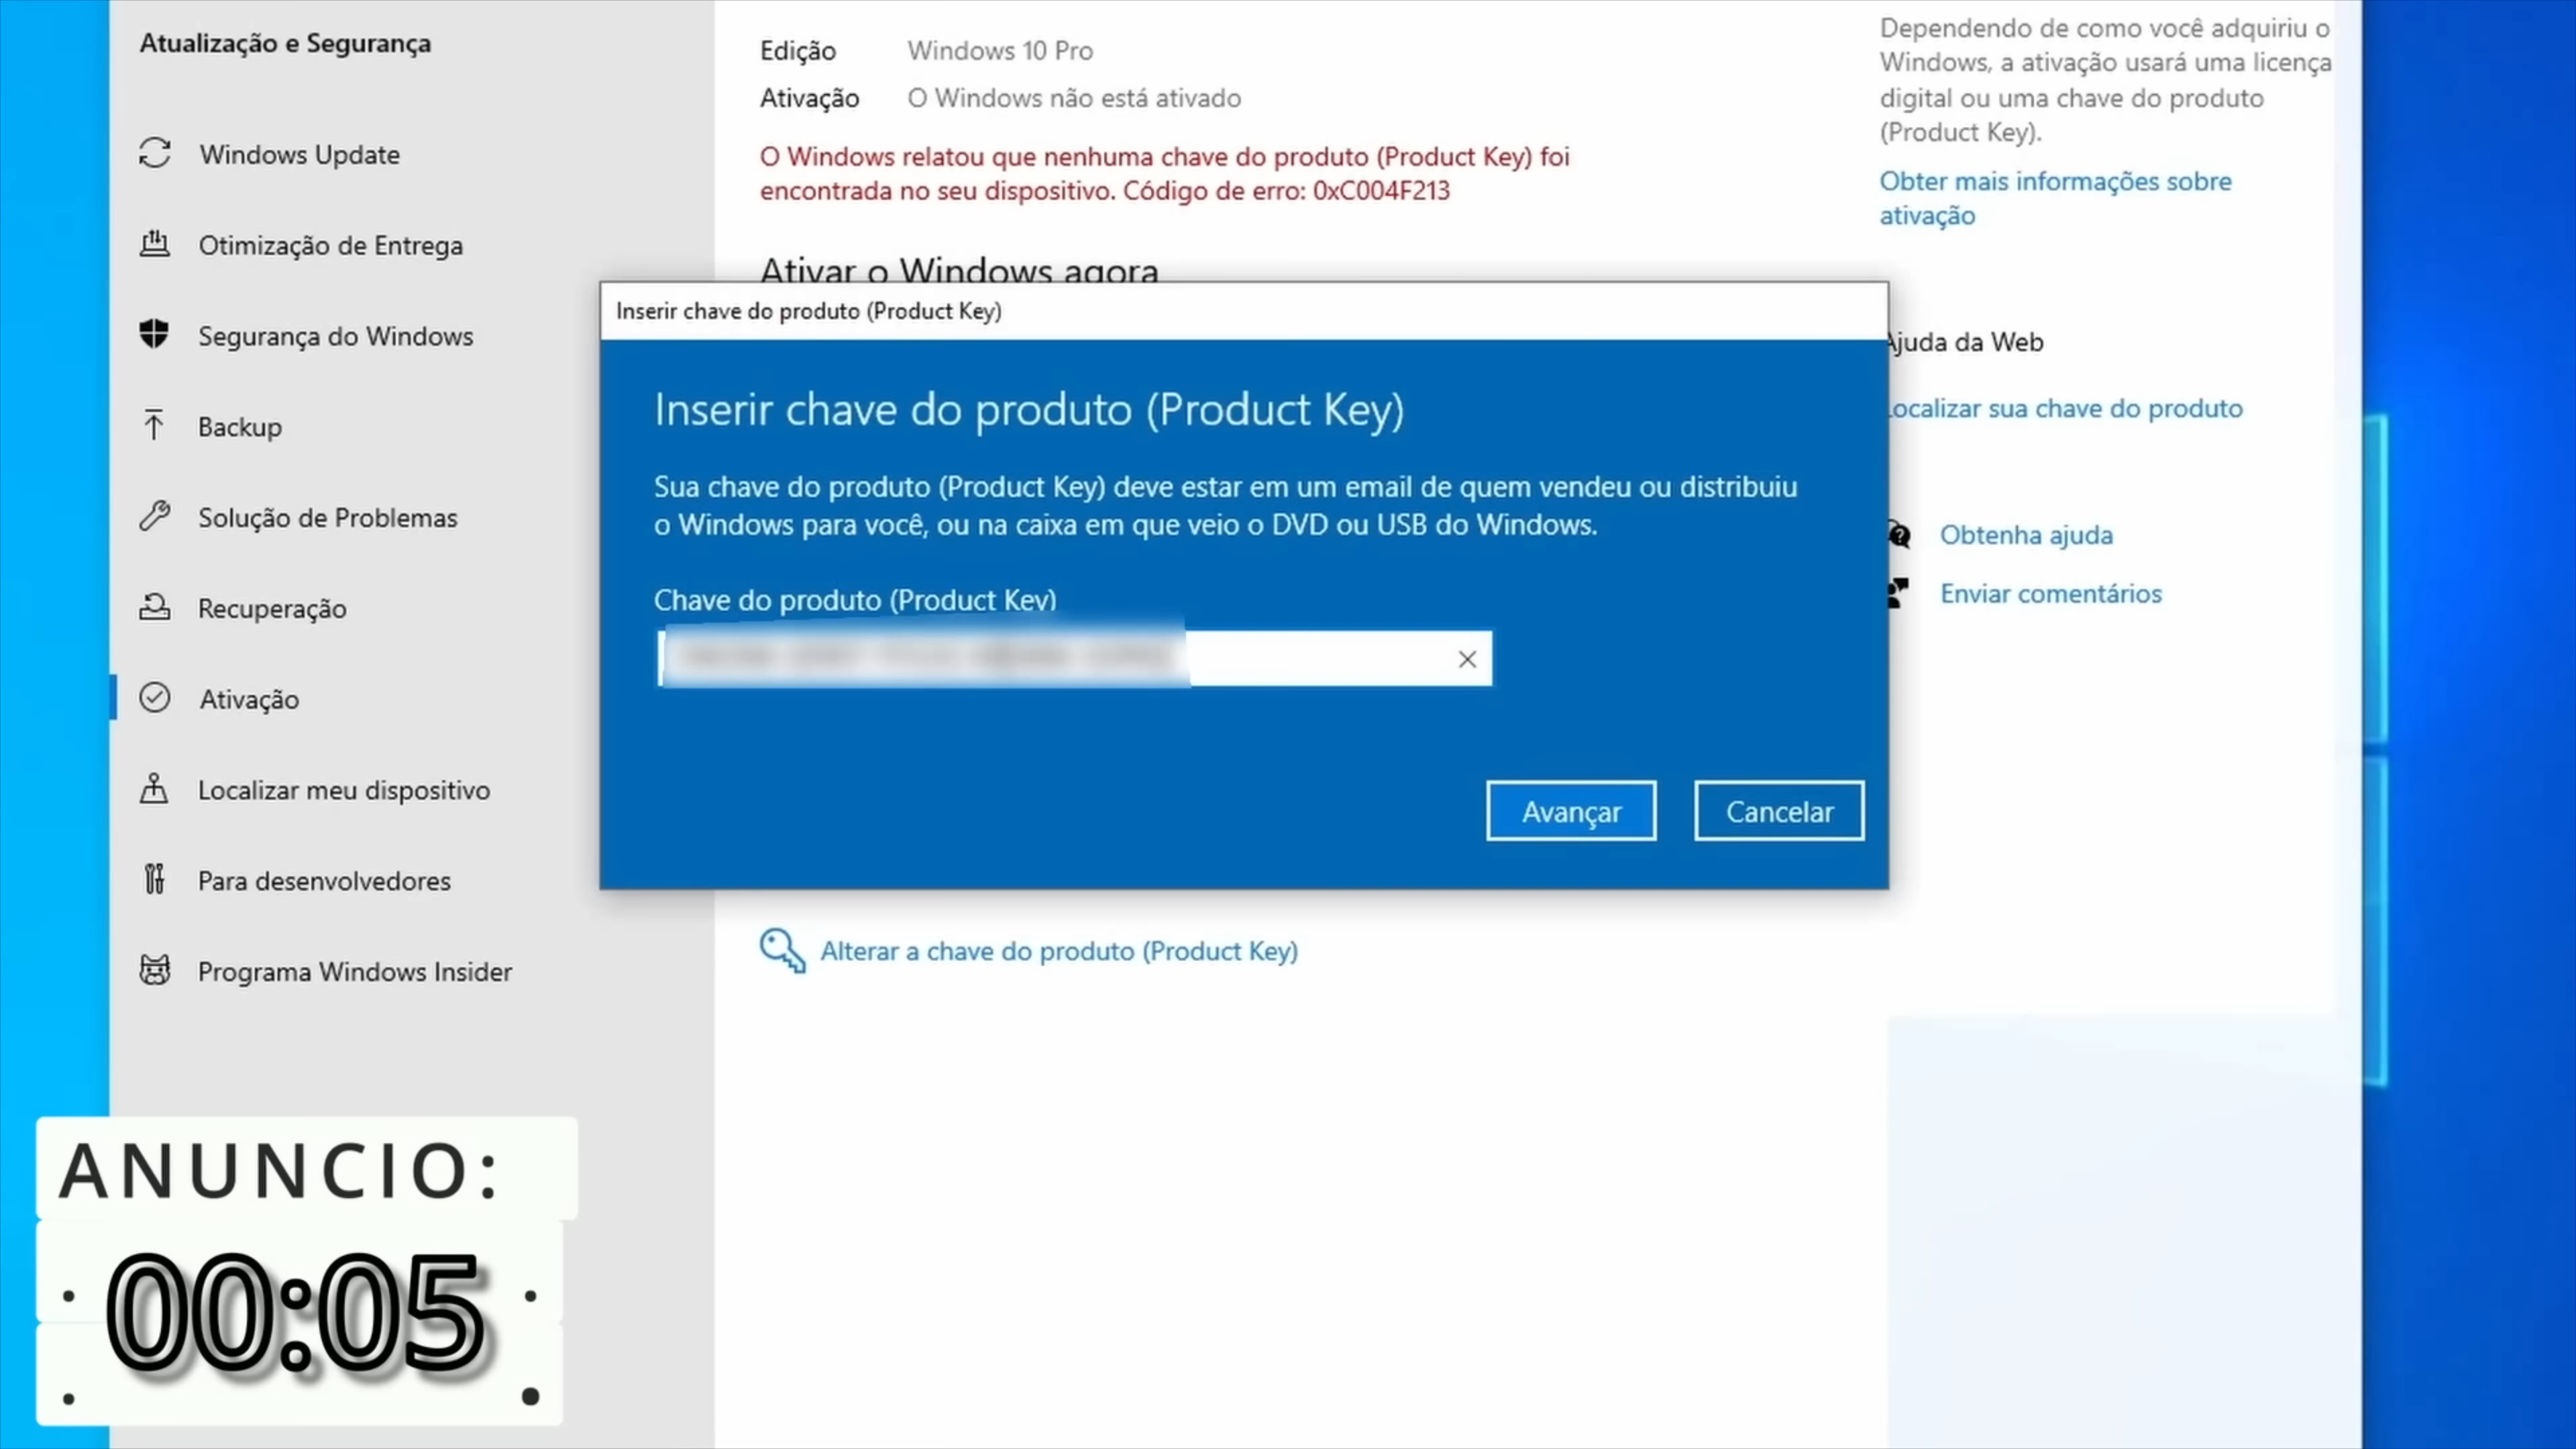 Atualização e Segurança
Windows Update
Otimização de Entrega
Segurança do Windows
Backup
Solução de Problemas
Recuperação
Ativação
Localizar meu dispositivo
Para desenvolvedores
Programa Windows Insider
Edição Windows 10 Pro
Ativação O Windows não está ativado
O Windows relatou que nenhuma chave do produto (Product Key) foi
encontrada no seu dispositivo. Código de erro: 0xC004F213
Ativar o Windows agora
Inserir chave do produto (Product Key)
Inserir chave do produto (Product Key)
Sua chave do produto (Product Key) deve estar em um email de quem vendeu ou distribuiu
o Windows para você, ou na caixa em que veio o DVD ou USB do Windows.
Chave do produto (Product Key)
Avançar
Cancelar
Alterar a chave do produto (Product Key)
Dependendo de como você adquiriu o
Windows, a ativação usará uma licença
digital ou uma chave do produto
(Product Key).
Obter mais informações sobre
ativação
Ajuda da Web
Localizar sua chave do produto
Obtenha ajuda
Enviar comentários
ANUNCIO:
00:05